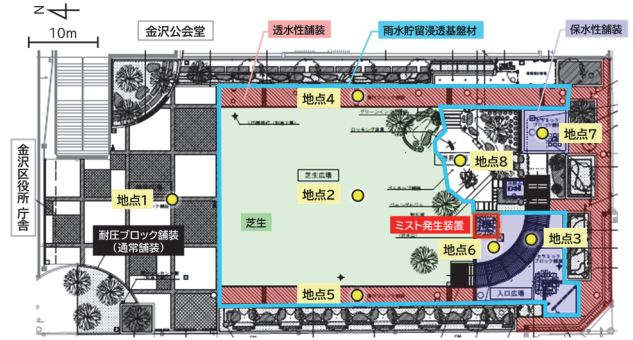 N
10m
金沢公会堂
透水性舗装
雨水貯留浸透基盤材
保水性舗装
地点4
地点7
地点8
金沢区役所 庁舎
地点1
芝生広場
地点2
芝生
ミスト発生装置
地点6
地点3
耐圧ブロック舗装
(通常舗装)
地点5
入口広場